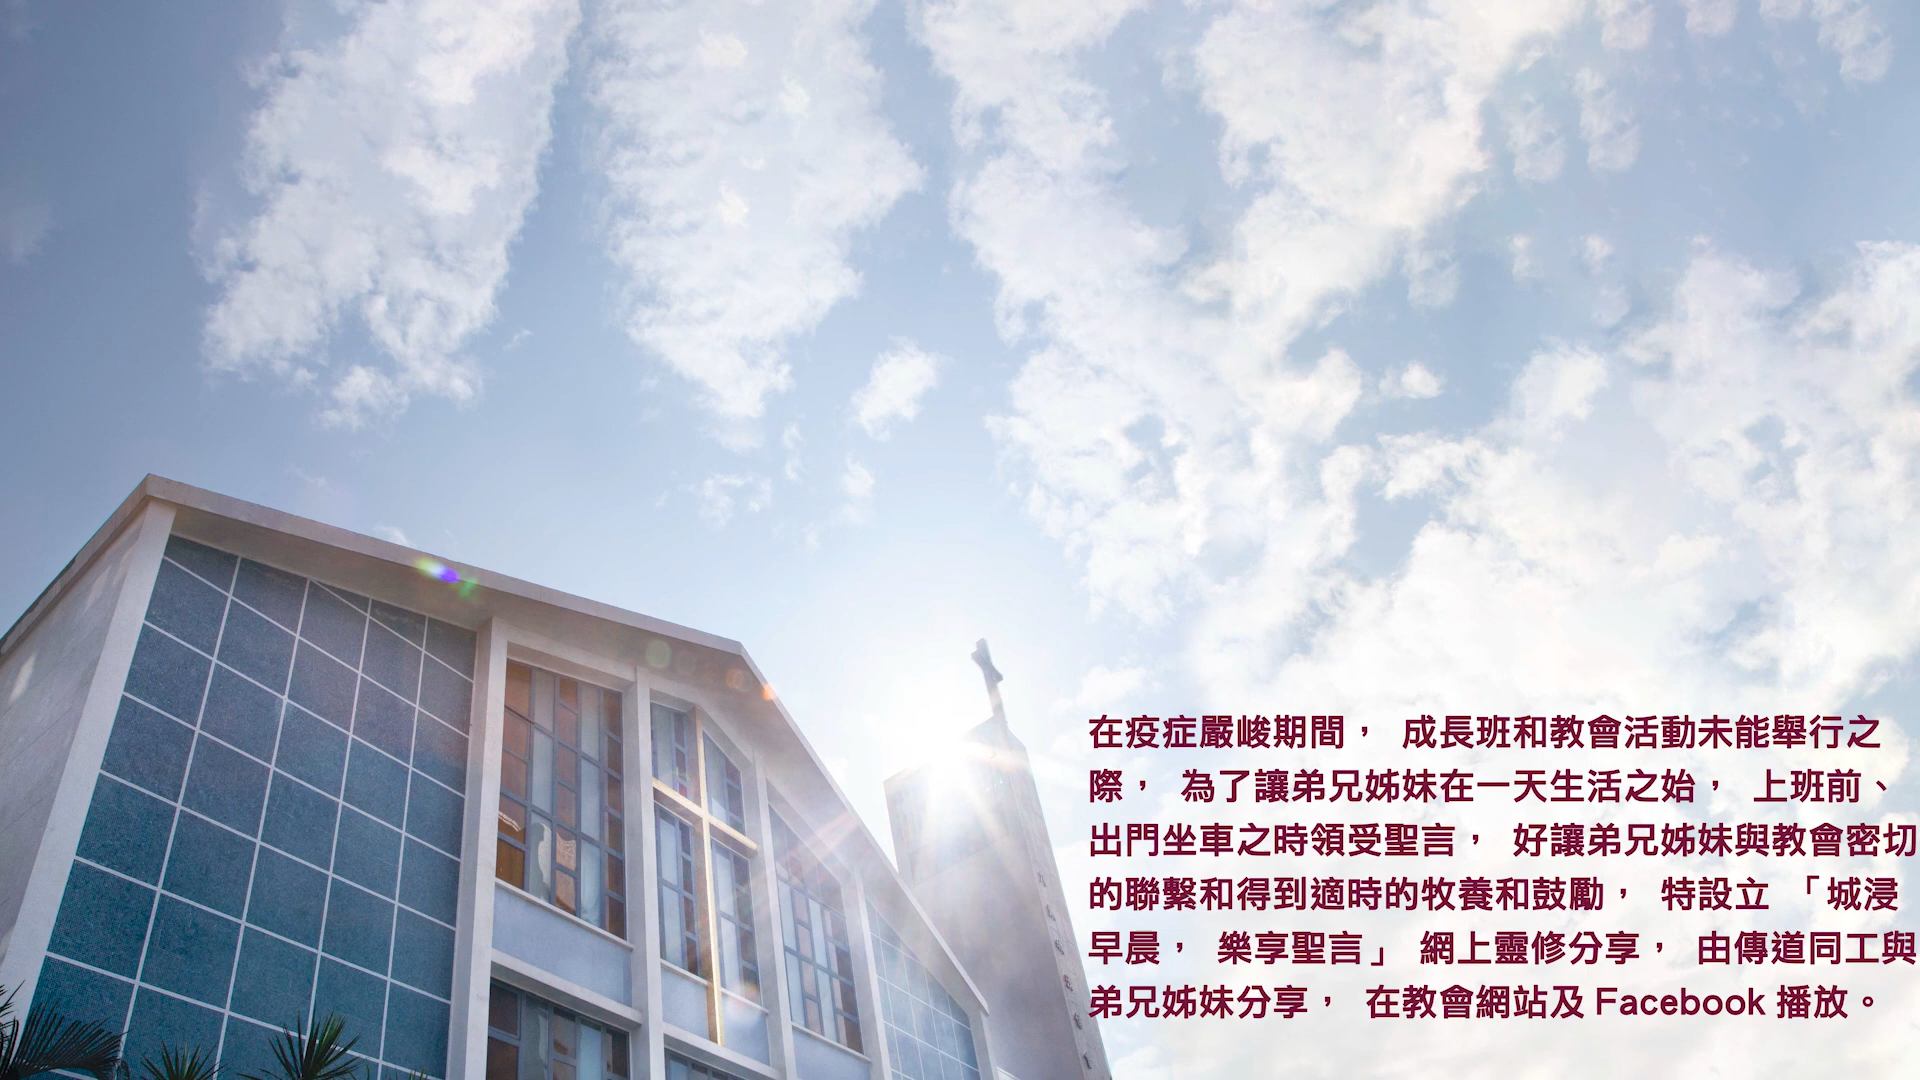 在疫症嚴峻期間， 成長班和教會活動未能舉行之
際， 為了讓弟兄姊妹在一天生活之始， 上班前、
出門坐車之時領受聖言， 好讓弟兄姊妹與教會密切
的聯繫和得到適時的牧養和鼓勵， 特設立 「城浸
早晨， 樂享聖言」 網上靈修分享， 由傳道同工與
弟兄姊妹分享， 在教會網站及 Facebook 播放。